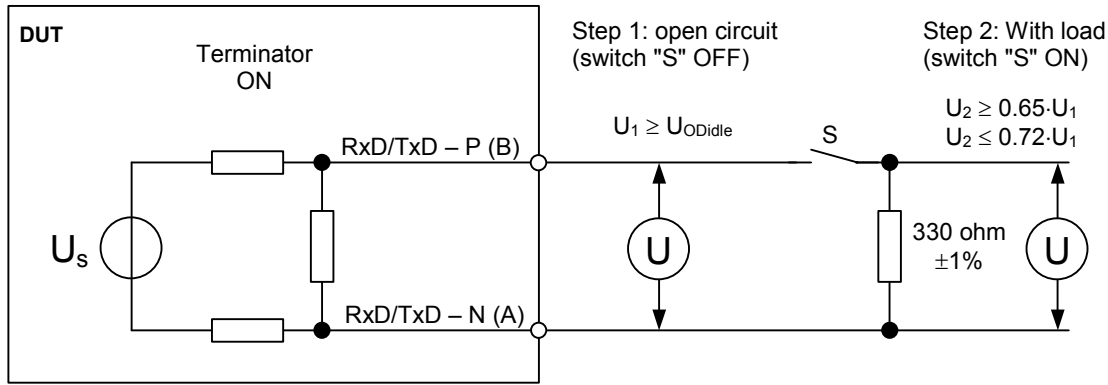 DUT
Terminator
ON
Step 1: open circuit
(switch "S" OFF)
Step 2: With load
(switch "S" ON)
U₁ ≥ U_ODidle
S
U₂ ≥ 0.65·U₁
U₂ ≤ 0.72·U₁
RxD/TxD – P (B)
Uₛ
U
330 ohm
±1%
U
RxD/TxD – N (A)